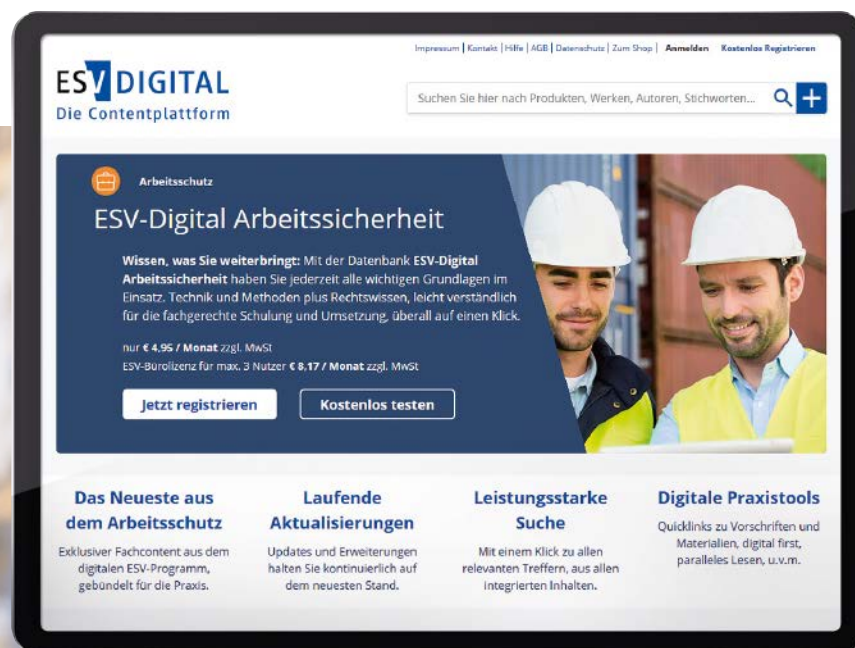 Impressum | Kontakt | Hilfe | AGB | Datenschutz | Zum Shop | Anmelden Kostenlos Registrieren
ESV DIGITAL
Die Contentplattform
Suchen Sie hier nach Produkten, Werken, Autoren, Stichworten...
Arbeitsschutz
ESV-Digital Arbeitssicherheit
Wissen, was Sie weiterbringt: Mit der Datenbank ESV-Digital
Arbeitssicherheit haben Sie jederzeit alle wichtigen Grundlagen im
Einsatz. Technik und Methoden plus Rechtswissen, leicht verständlich
für die fachgerechte Schulung und Umsetzung, überall auf einen Klick.
nur € 4,95 / Monat zzgl. MwSt
ESV-Bürolizenz für max. 3 Nutzer € 8,17 / Monat zzgl. MwSt
Jetzt registrieren
Kostenlos testen
Das Neueste aus
dem Arbeitsschutz
Exklusiver Fachcontent aus dem
digitalen ESV-Programm,
gebündelt für die Praxis.
Laufende
Aktualisierungen
Updates und Erweiterungen
halten Sie kontinuierlich auf
dem neuesten Stand.
Leistungsstarke
Suche
Mit einem Klick zu allen
relevanten Treffern, aus allen
integrierten Inhalten.
Digitale Praxistools
Quicklinks zu Vorschriften und
Materialien, digital first,
paralleles Lesen, u.v.m.